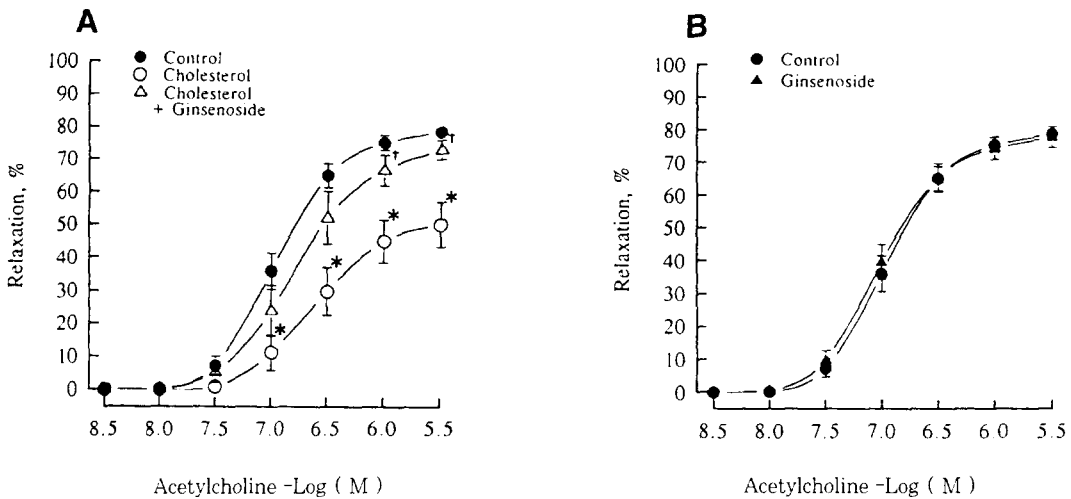 A
Control
Cholesterol
Cholesterol
+ Ginsenoside
100
90
80
70
60
50
40
30
20
10
0
Relaxation, %
†
†
*
*
*
*
8.5 8.0 7.5 7.0 6.5 6.0 5.5
Acetylcholine -Log ( M )
B
Control
Ginsenoside
100
90
80
70
60
50
40
30
20
10
0
Relaxation, %
8.5 8.0 7.5 7.0 6.5 6.0 5.5
Acetylcholine -Log ( M )